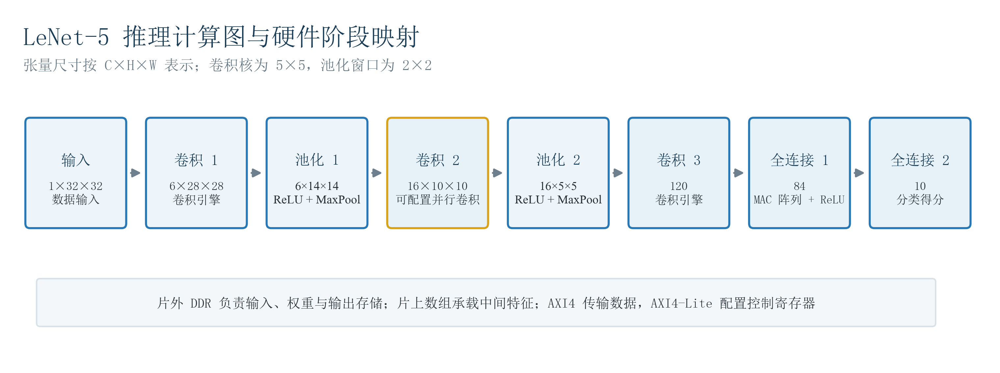 LeNet-5 推理计算图与硬件阶段映射
张量尺寸按 C×H×W 表示；卷积核为 5×5，池化窗口为 2×2
输入
1×32×32
数据输入
卷积 1
6×28×28
卷积引擎
池化 1
6×14×14
ReLU + MaxPool
卷积 2
16×10×10
可配置并行卷积
池化 2
16×5×5
ReLU + MaxPool
卷积 3
120
卷积引擎
全连接 1
84
MAC 阵列 + ReLU
全连接 2
10
分类得分
片外 DDR 负责输入、权重与输出存储；片上数组承载中间特征；AXI4 传输数据，AXI4-Lite 配置控制寄存器